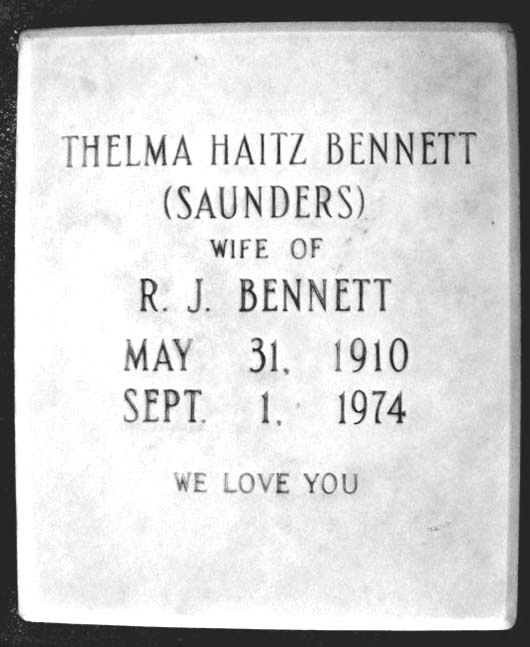 THELMA HAITZ BENNETT
(SAUNDERS)
WIFE OF
R. J. BENNETT
MAY 31, 1910
SEPT. 1, 1974
WE LOVE YOU